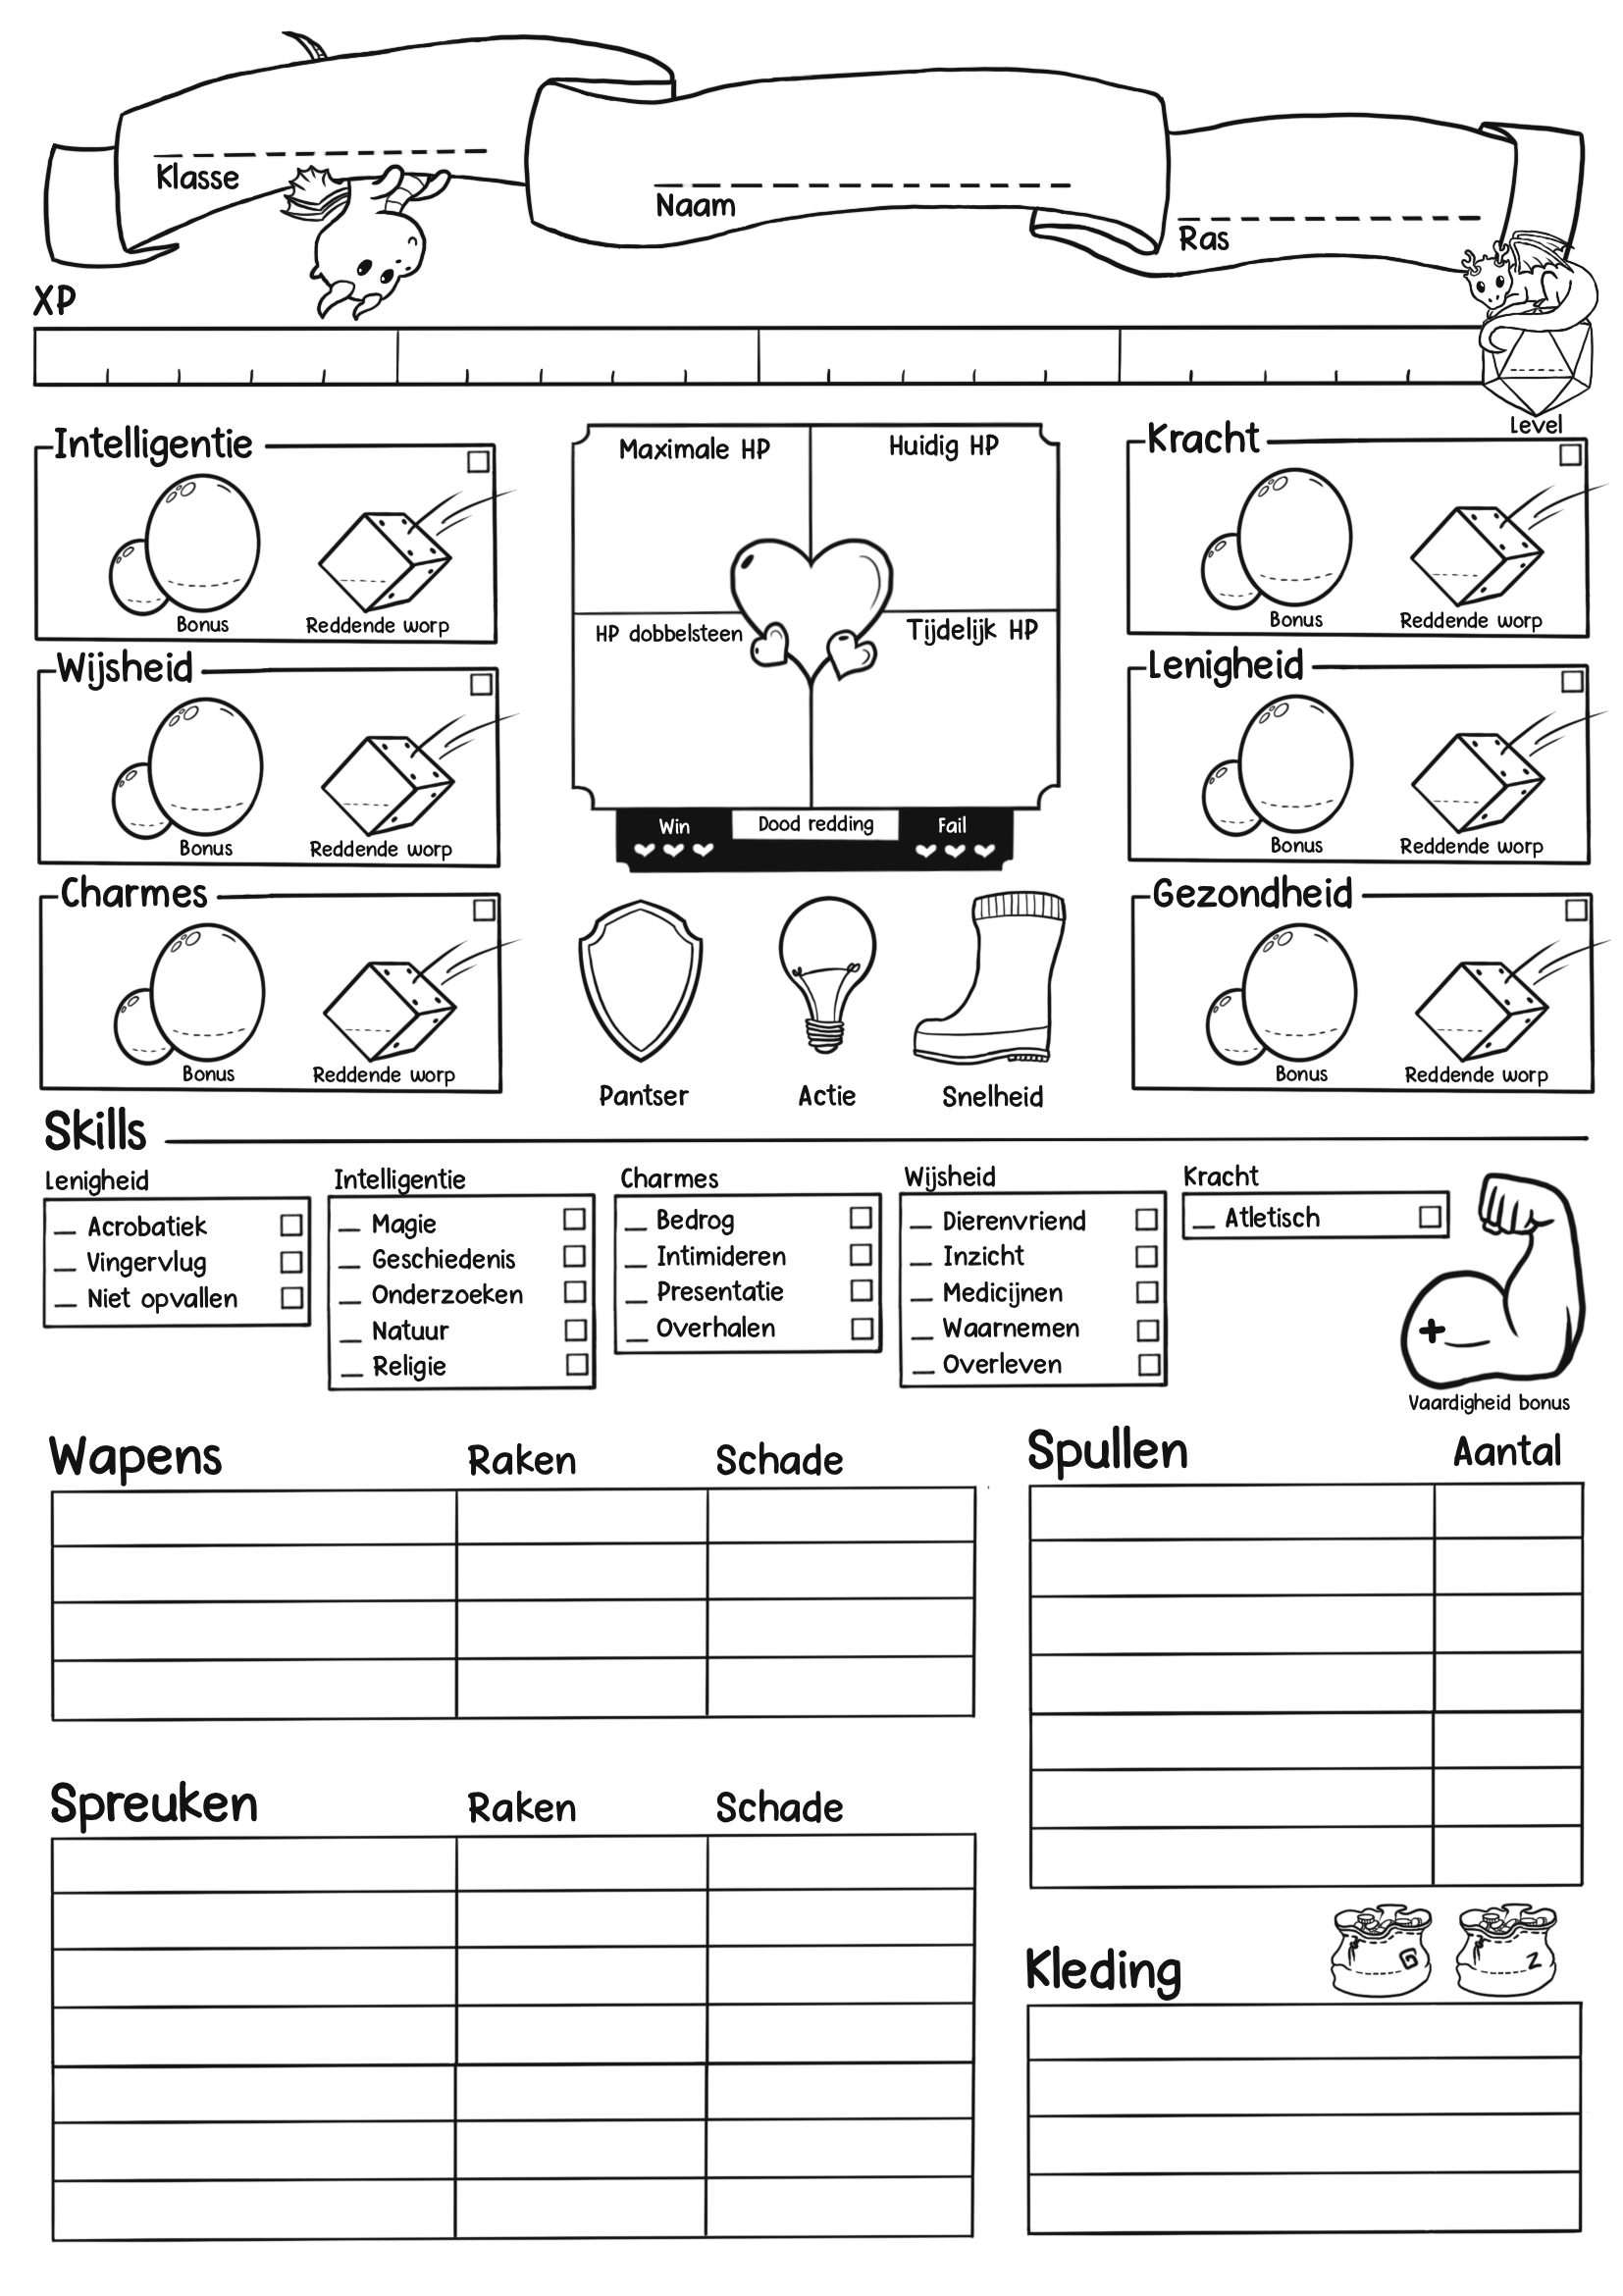 Klasse
Naam
Ras
XP
Level
Intelligentie
Bonus
Reddende worp
Wijsheid
Bonus
Reddende worp
Charmes
Bonus
Reddende worp
Maximale HP
Huidig HP
HP dobbelsteen
Tijdelijk HP
Win
Dood redding
Fail
Pantser
Actie
Snelheid
Kracht
Bonus
Reddende worp
Lenigheid
Bonus
Reddende worp
Gezondheid
Bonus
Reddende worp
Skills
Lenigheid
Acrobatiek
Vingervlug
Niet opvallen
Intelligentie
Magie
Geschiedenis
Onderzoeken
Natuur
Religie
Charmes
Bedrog
Intimideren
Presentatie
Overhalen
Wijsheid
Dierenvriend
Inzicht
Medicijnen
Waarnemen
Overleven
Kracht
Atletisch
+
Vaardigheid bonus
Wapens
Raken
Schade
Spreuken
Raken
Schade
Spullen
Aantal
G
Z
Kleding